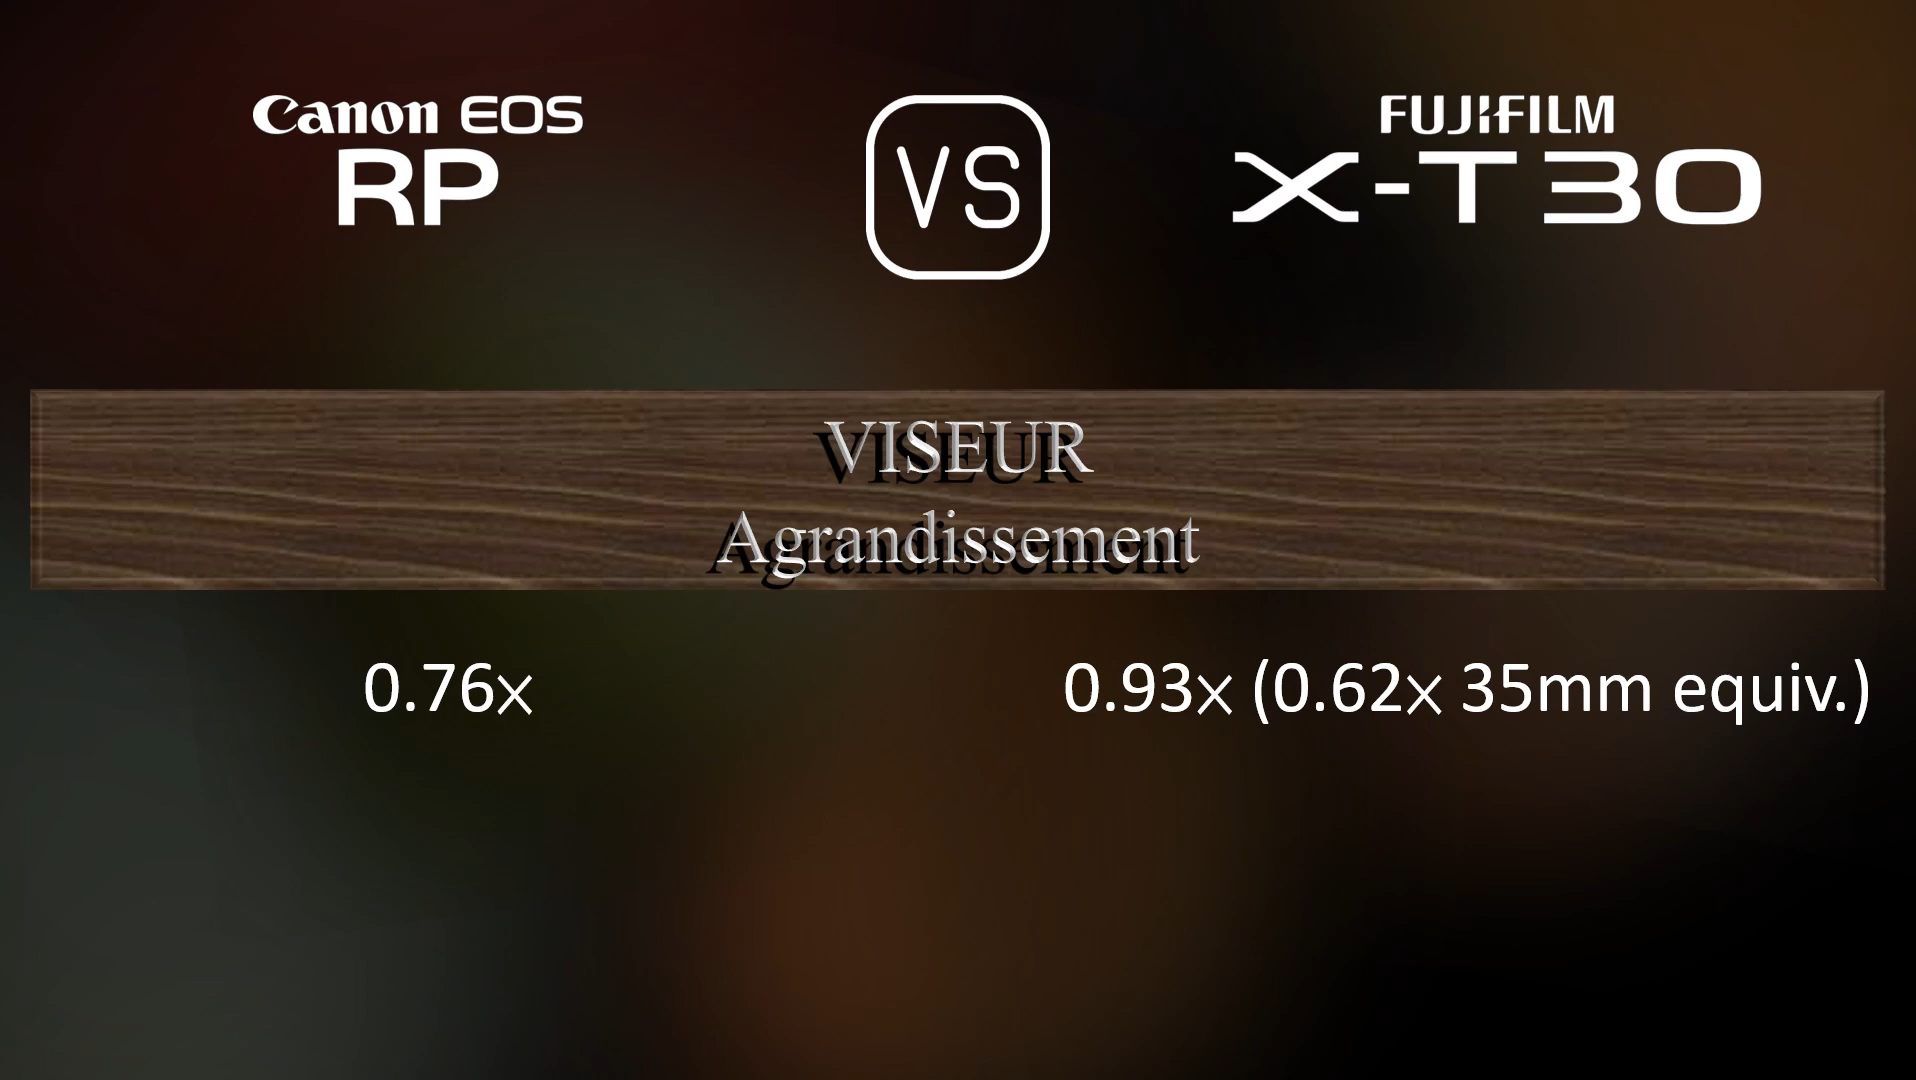 Canon EOS
RP
VS
FUJIFILM
X-T30
VISEUR
Agrandissement
0.76x
0.93x (0.62x 35mm equiv.)